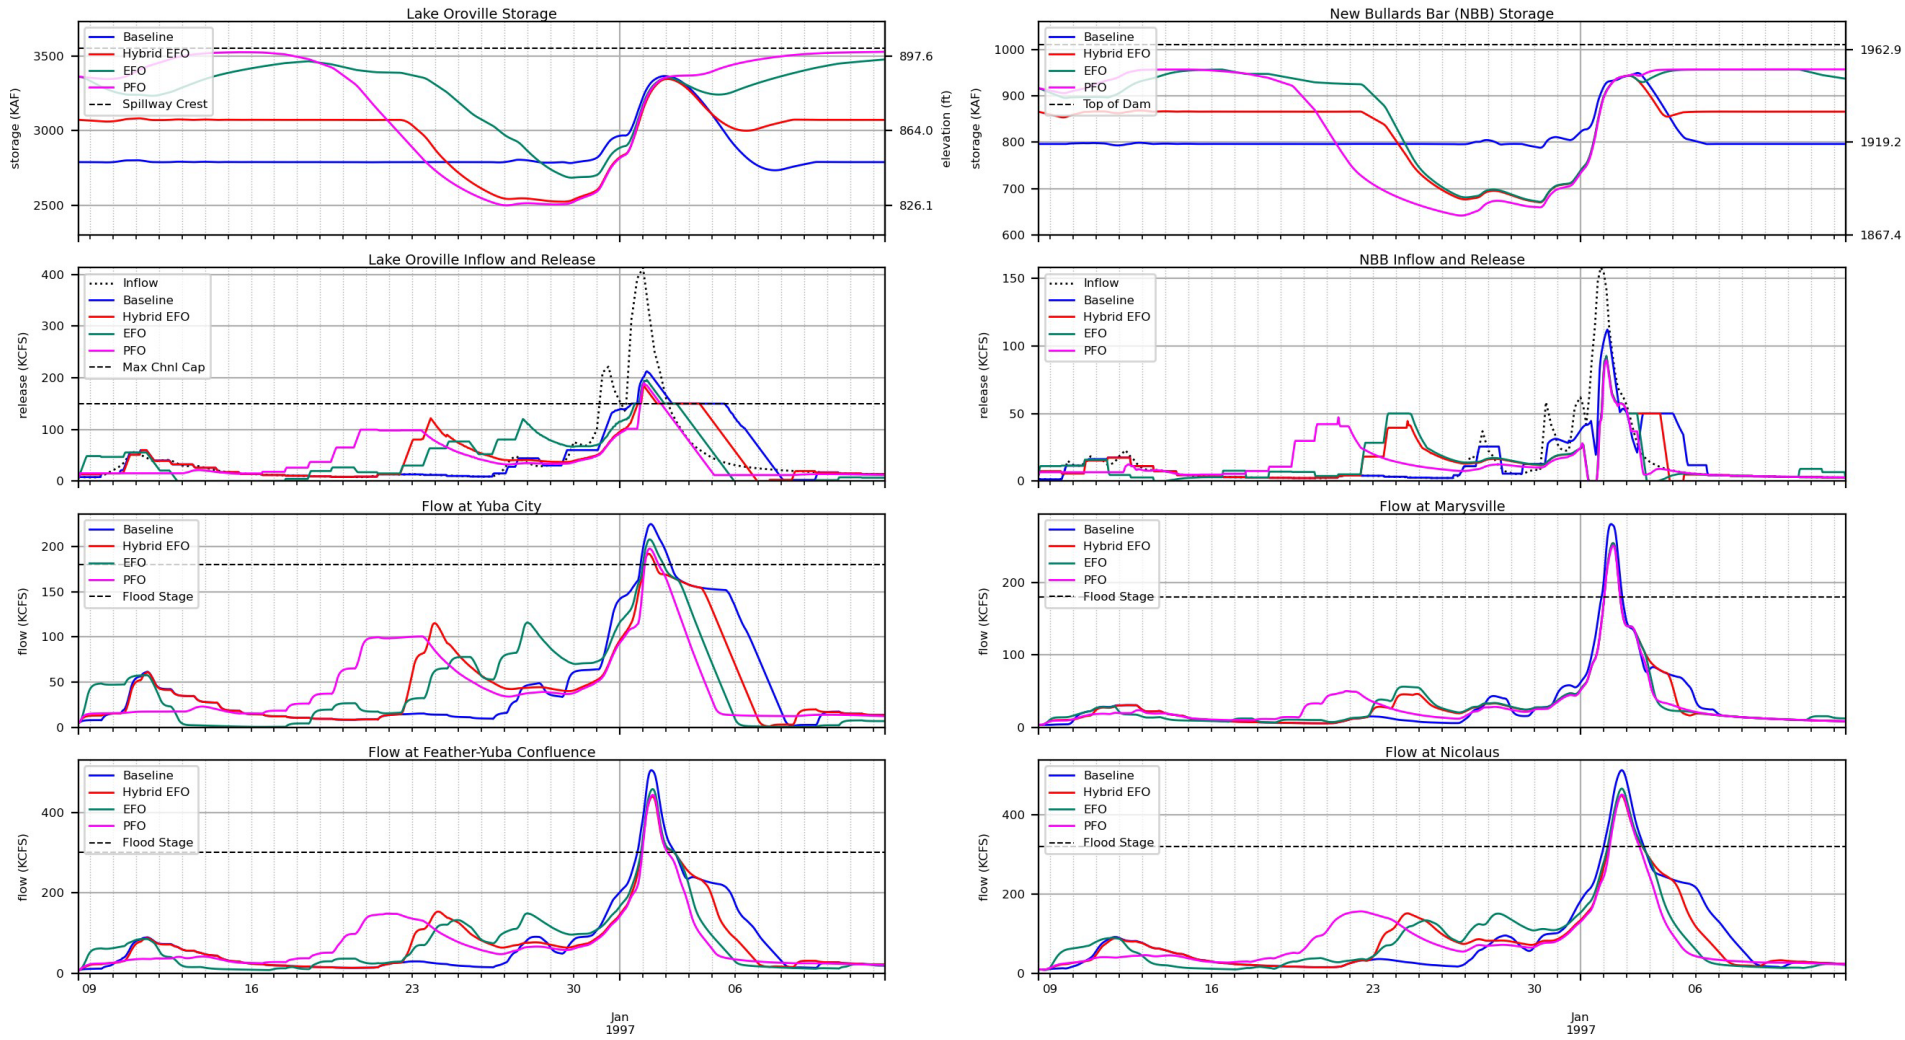 Lake Oroville Storage
storage (KAF)
3500
3000
2500
Baseline
Hybrid EFO
EFO
PFO
Spillway Crest
897.6
864.0
826.1
elevation (ft)
New Bullards Bar (NBB) Storage
storage (KAF)
1000
900
800
700
600
Baseline
Hybrid EFO
EFO
PFO
Top of Dam
1962.9
1919.2
1867.4
Lake Oroville Inflow and Release
release (KCFS)
400
300
200
100
0
Inflow
Baseline
Hybrid EFO
EFO
PFO
Max Chnl Cap
NBB Inflow and Release
release (KCFS)
150
100
50
0
Inflow
Baseline
Hybrid EFO
EFO
PFO
Flow at Yuba City
flow (KCFS)
200
150
100
50
0
Baseline
Hybrid EFO
EFO
PFO
Flood Stage
Flow at Marysville
flow (KCFS)
200
100
0
Baseline
Hybrid EFO
EFO
PFO
Flood Stage
Flow at Feather-Yuba Confluence
flow (KCFS)
400
200
0
Baseline
Hybrid EFO
EFO
PFO
Flood Stage
09
16
23
30
06
Jan
1997
Flow at Nicolaus
flow (KCFS)
400
200
0
Baseline
Hybrid EFO
EFO
PFO
Flood Stage
09
16
23
30
06
Jan
1997